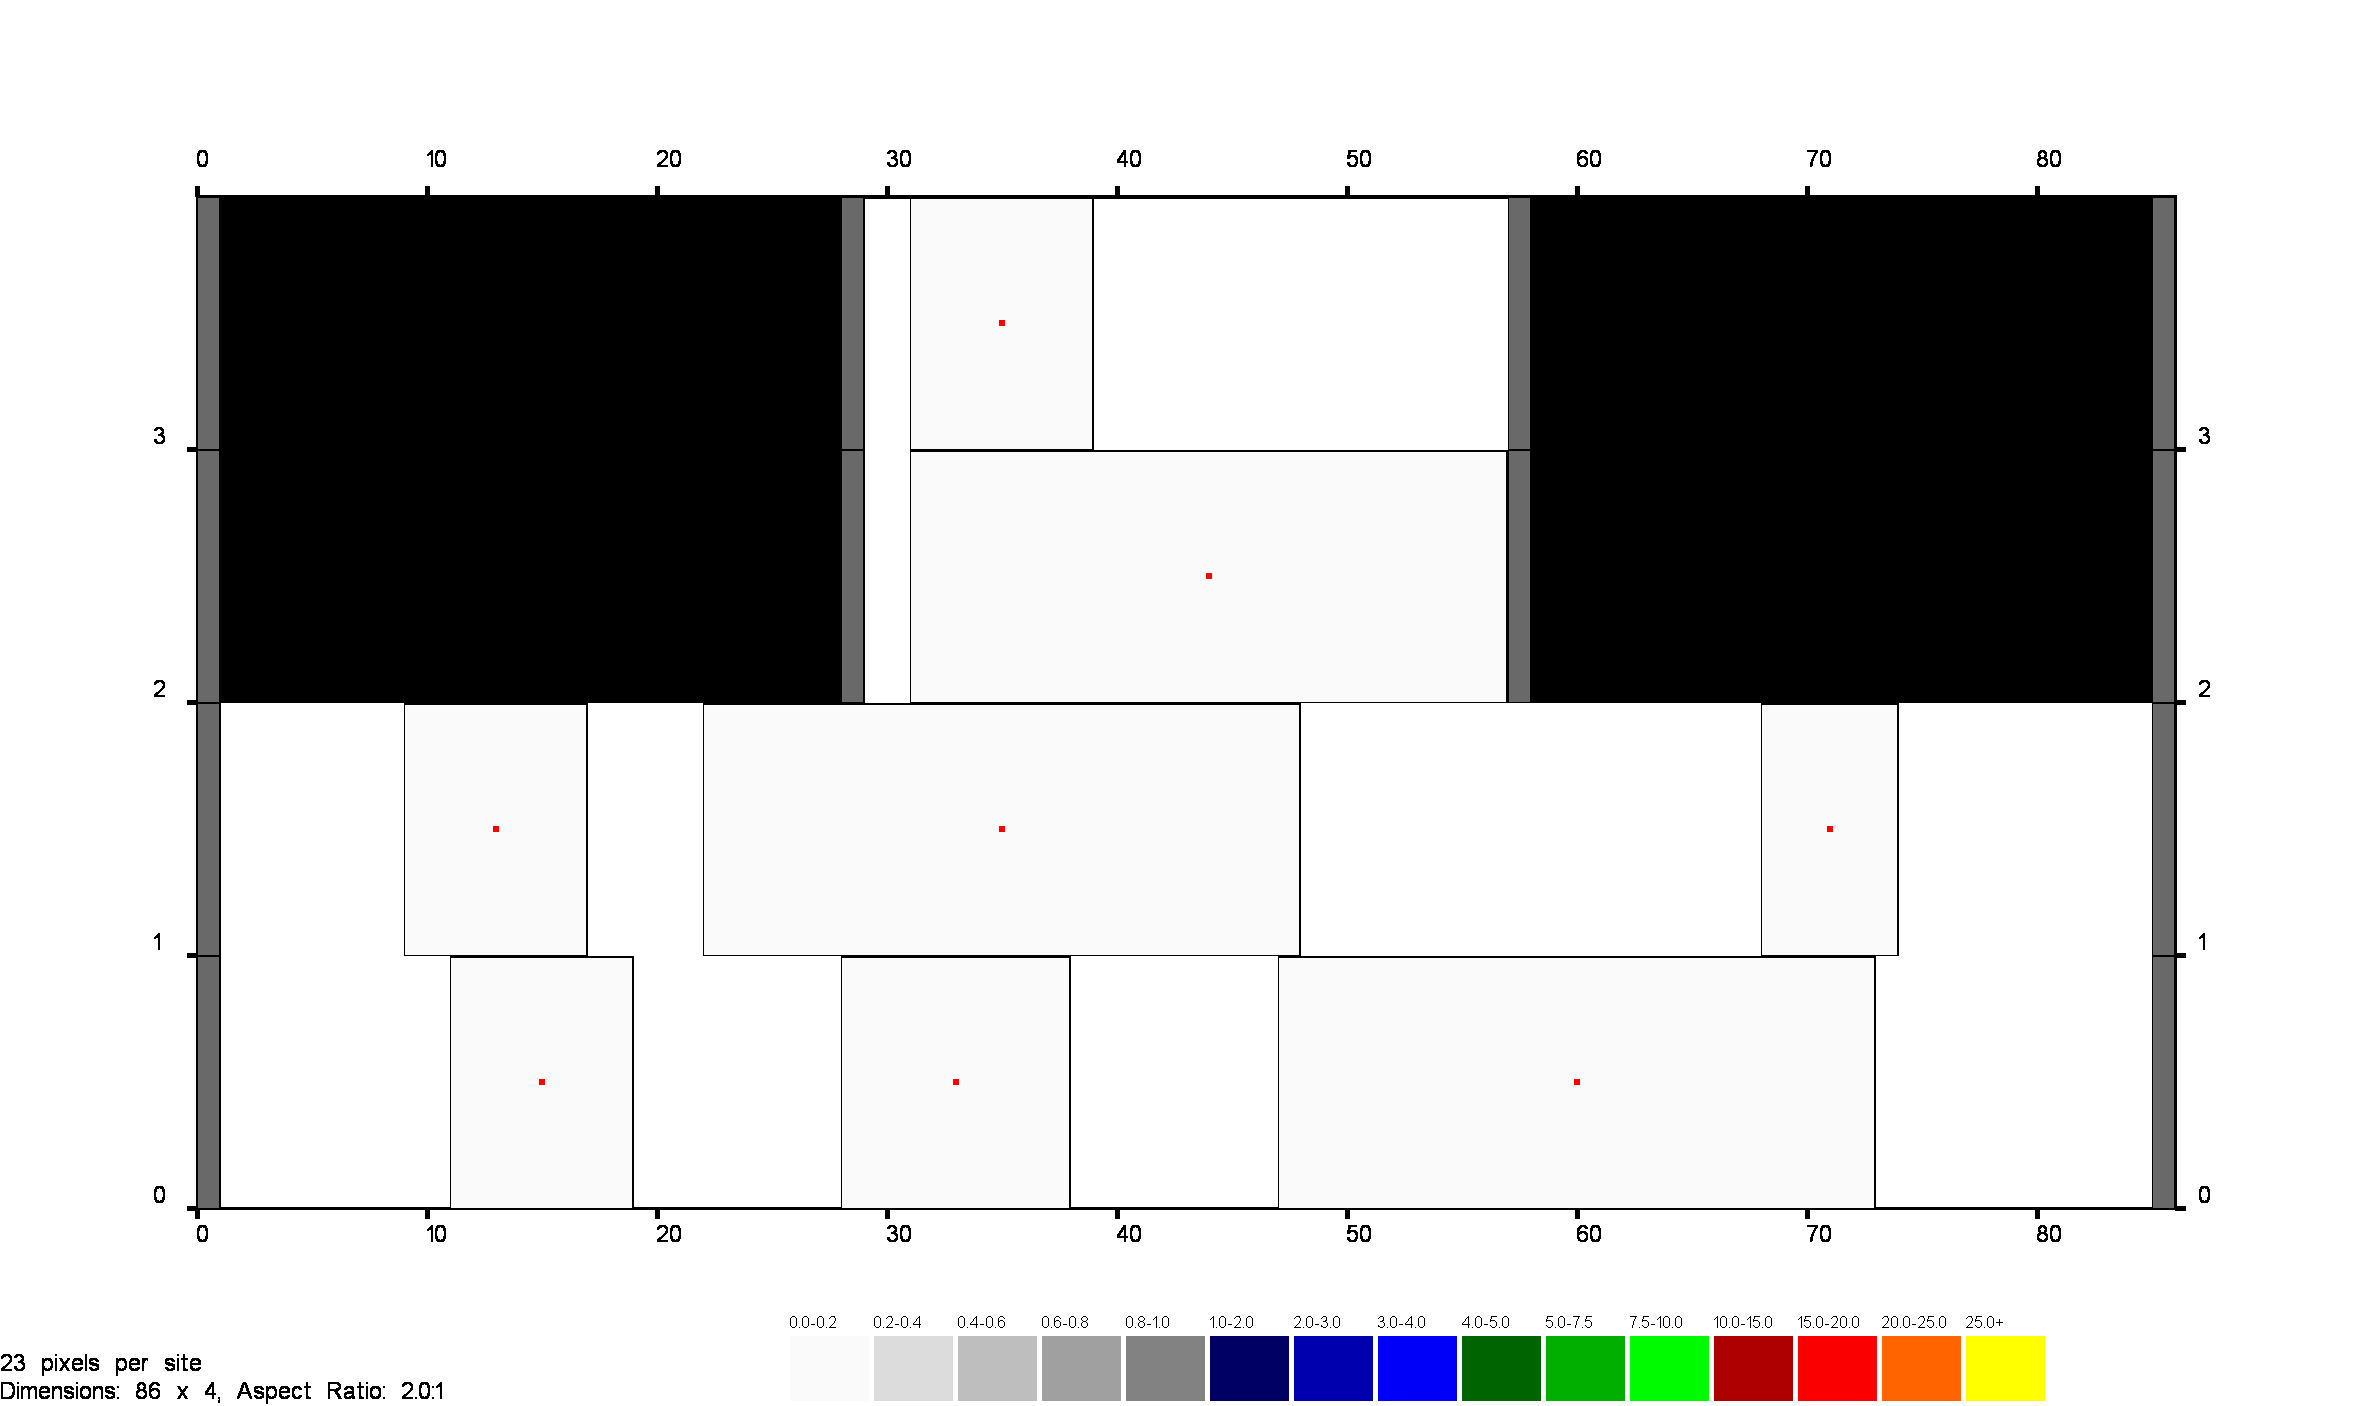 0 10 20 30 40 50 60 70 80
3 3
2 2
1 1
0 0
0 10 20 30 40 50 60 70 80
0.0-0.2 0.2-0.4 0.4-0.6 0.6-0.8 0.8-1.0 1.0-2.0 2.0-3.0 3.0-4.0 4.0-5.0 5.0-7.5 7.5-10.0 10.0-15.0 15.0-20.0 20.0-25.0 25.0+
23 pixels per site
Dimensions: 86 x 4, Aspect Ratio: 2.0:1